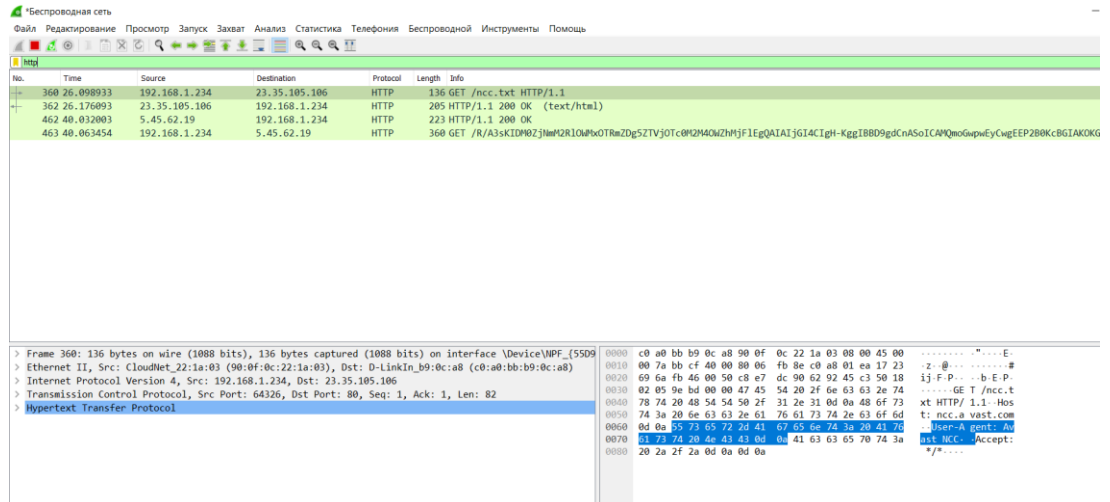 *Беспроводная сеть
Файл Редактирование Просмотр Запуск Захват Анализ Статистика Телефония Беспроводной Инструменты Помощь
http
No. Time Source Destination Protocol Length Info
360 26.098933 192.168.1.234 23.35.105.106 HTTP 136 GET /ncc.txt HTTP/1.1
362 26.176093 23.35.105.106 192.168.1.234 HTTP 205 HTTP/1.1 200 OK (text/html)
462 40.032003 5.45.62.19 192.168.1.234 HTTP 223 HTTP/1.1 200 OK
463 40.063454 192.168.1.234 5.45.62.19 HTTP 360 GET
> Frame 360: 136 bytes on wire (1088 bits), 136 bytes captured (1088 bits) on interface \Device\NPF_{55D9
> Ethernet II, Src: CloudNet_22:1a:03 (90:0f:0c:22:1a:03), Dst: D-LinkIn_b9:0c:a8 (c0:a0:bb:b9:0c:a8)
> Internet Protocol Version 4, Src: 192.168.1.234, Dst: 23.35.105.106
> Transmission Control Protocol, Src Port: 64326, Dst Port: 80, Seq: 1, Ack: 1, Len: 82
> Hypertext Transfer Protocol
0000 c0 a0 bb b9 0c a8 90 0f 0c 22 1a 03 08 00 45 00 ········ ·"····E·
0010 00 7a bb cf 40 00 80 06 fb 8e c0 a8 01 ea 17 23 ·z··@··· ·······#
0020 69 6a fb 46 00 50 c8 e7 dc 90 62 92 45 c3 50 18 ij·F·P·· ··b·E·P·
0030 02 05 9e bd 00 00 47 45 54 20 2f 6e 63 63 2e 74 ······GE T /ncc.t
0040 78 74 20 48 54 54 50 2f 31 2e 31 0d 0a 48 6f 73 xt HTTP/ 1.1··Hos
0050 74 3a 20 6e 63 63 2e 61 76 61 73 74 2e 63 6f 6d t: ncc.a vast.com
0060 0d 0a 55 73 65 72 2d 41 67 65 6e 74 3a 20 41 76 ··User-A gent: Av
0070 61 73 74 20 4e 43 43 0d 0a 41 63 63 65 70 74 3a ast NCC· ·Accept:
0080 20 2a 2f 2a 0d 0a 0d 0a */*····